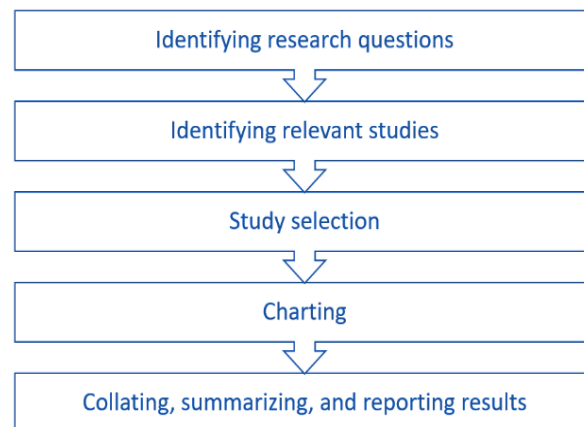 Identifying research questions
Identifying relevant studies
Study selection
Charting
Collating, summarizing, and reporting results